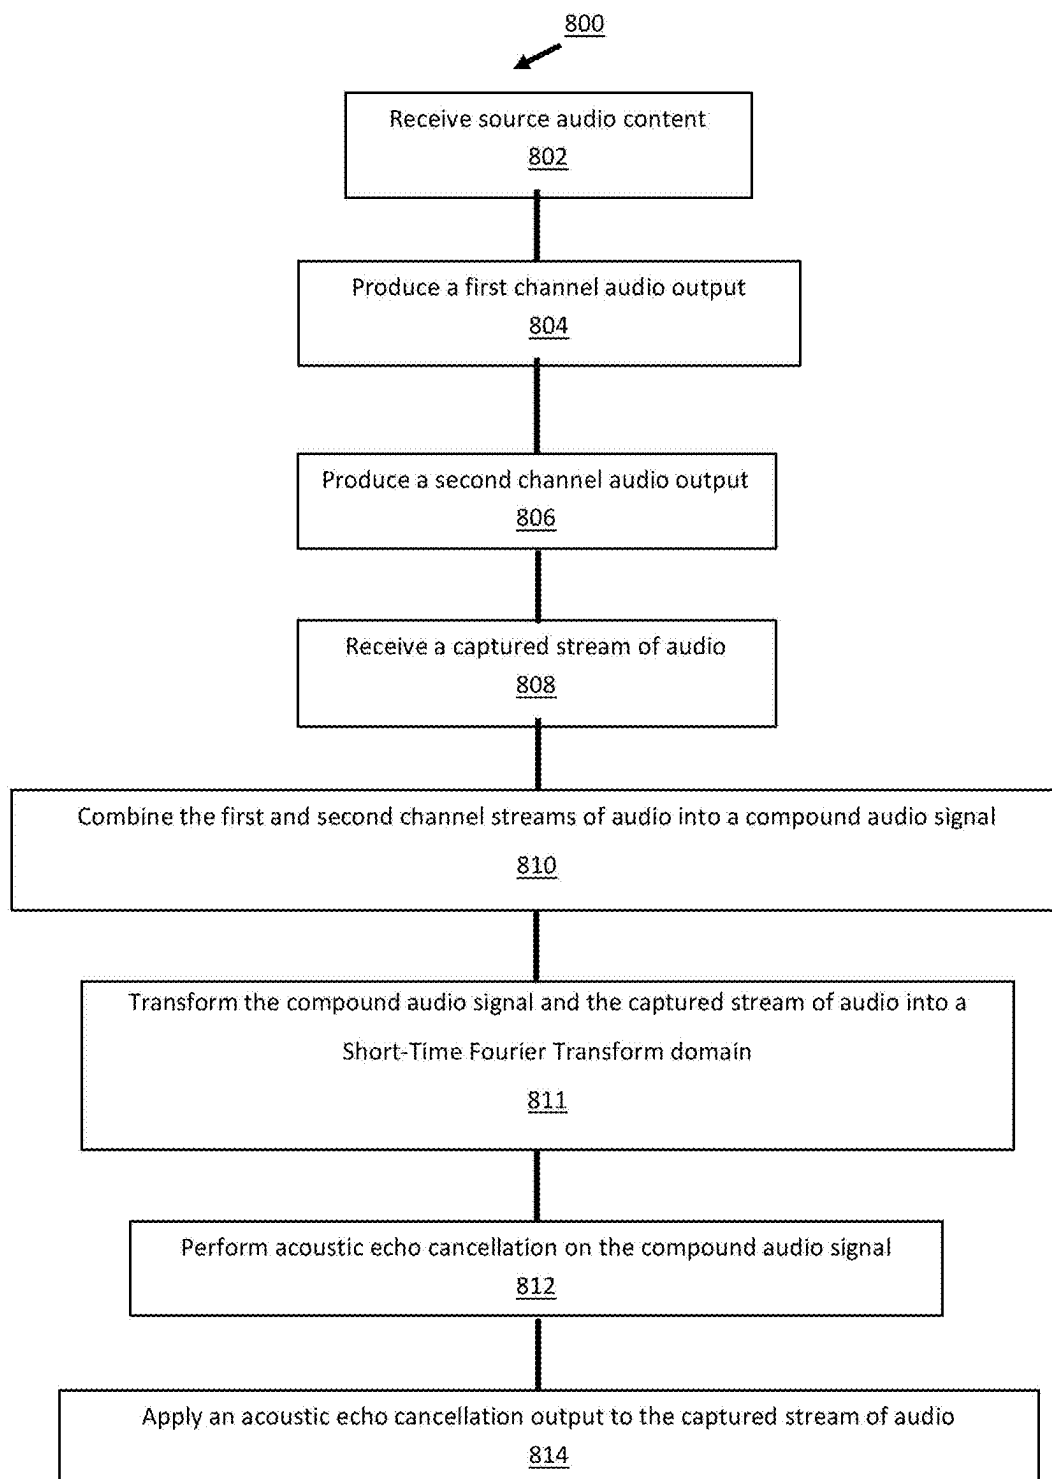 800
Receive source audio content
802
Produce a first channel audio output
804
Produce a second channel audio output
806
Receive a captured stream of audio
808
Combine the first and second channel streams of audio into a compound audio signal
810
Transform the compound audio signal and the captured stream of audio into a
Short-Time Fourier Transform domain
811
Perform acoustic echo cancellation on the compound audio signal
812
Apply an acoustic echo cancellation output to the captured stream of audio
814